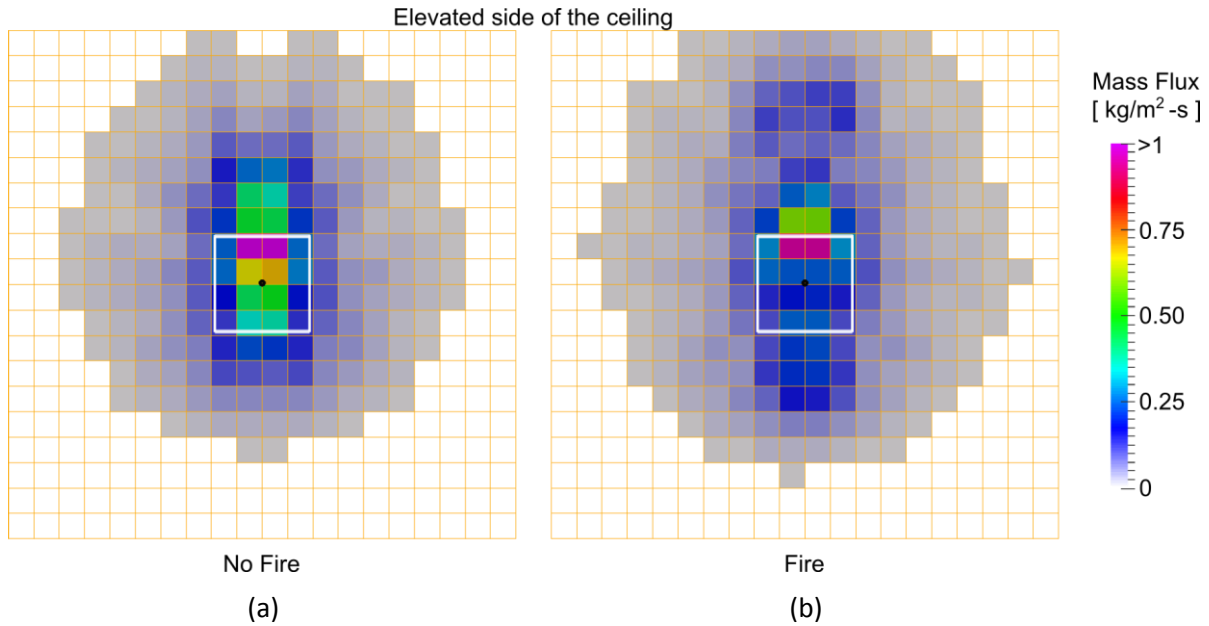 Elevated side of the ceiling
Mass Flux
[ kg/m² -s ]
>1
0.75
0.50
0.25
0
No Fire
Fire
(a)
(b)